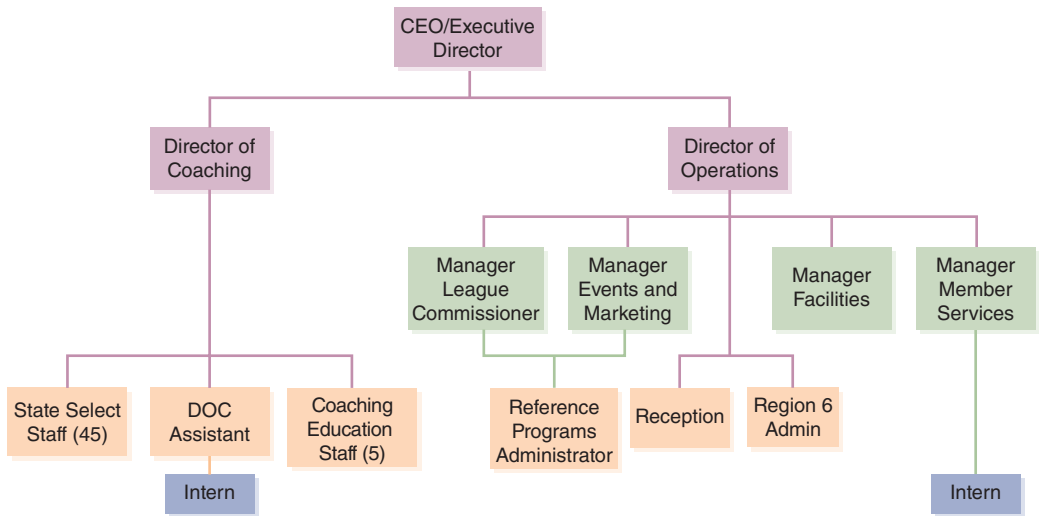 CEO/Executive
Director
Director of
Coaching
Director of
Operations
Manager
League
Commissioner
Manager
Events and
Marketing
Manager
Facilities
Manager
Member
Services
State Select
Staff (45)
DOC
Assistant
Coaching
Education
Staff (5)
Reference
Programs
Administrator
Reception
Region 6
Admin
Intern
Intern